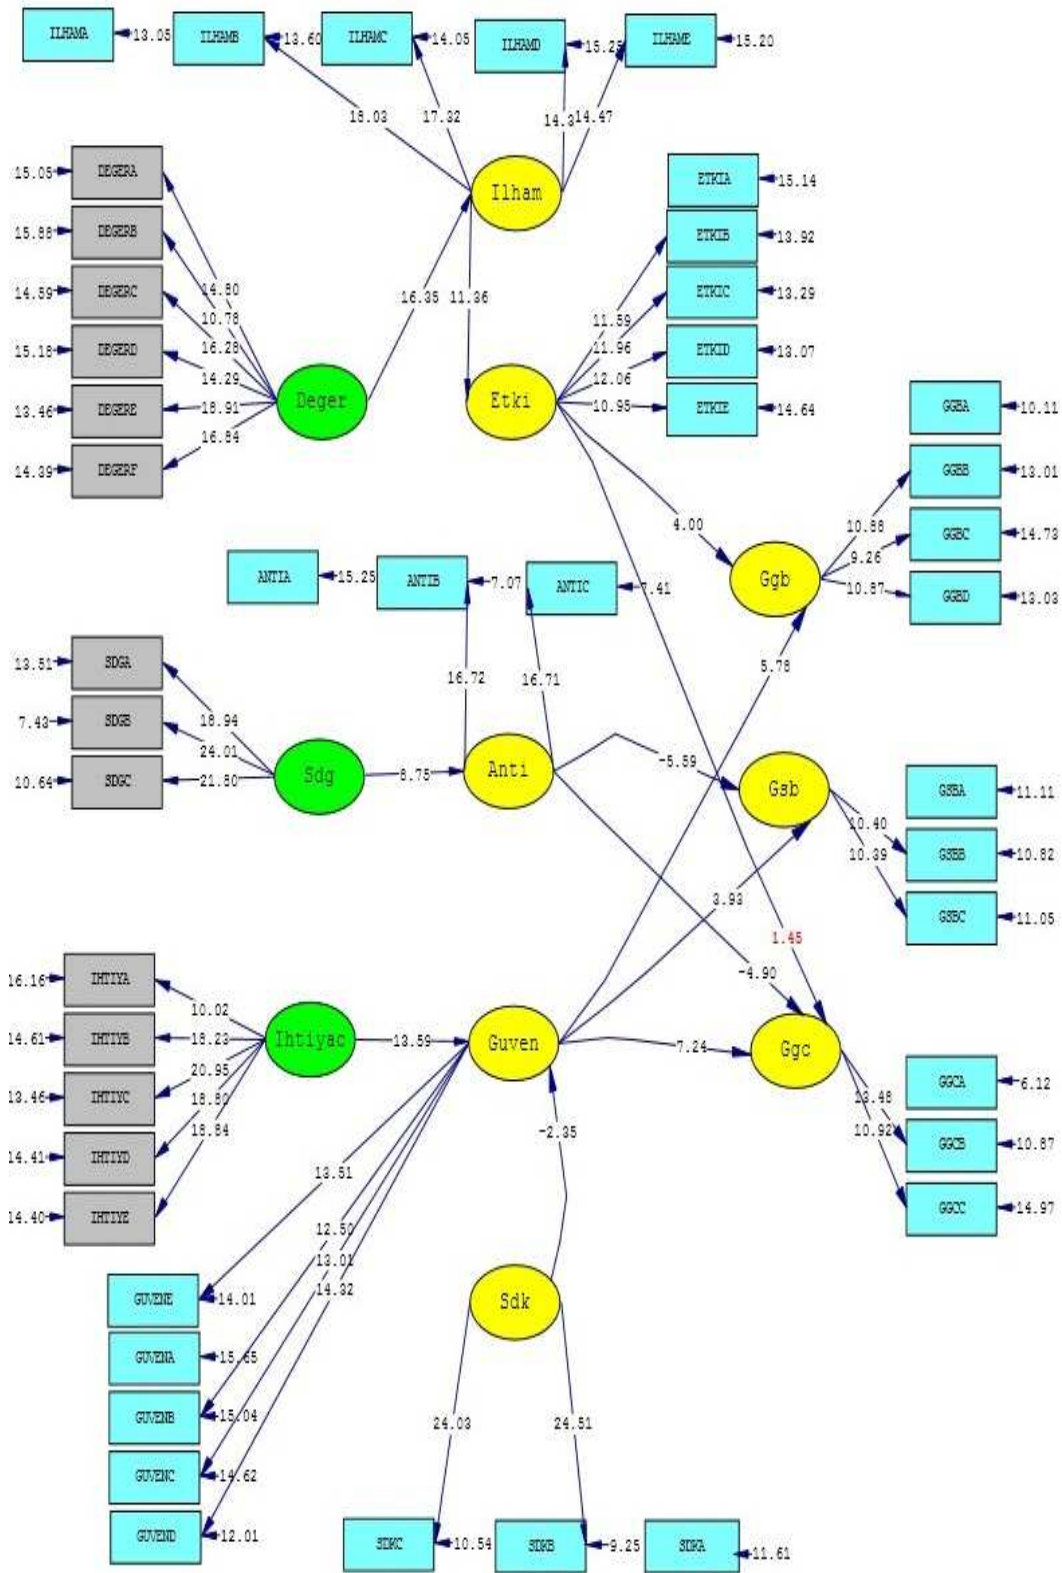 ILHAMA 13.05 ILHAMB 13.60 ILHAMC 14.05 ILHAMD 15.25 ILHAME 15.20
18.03 17.32 14.3 14.47
Ilham
15.05 DEGERA
15.88 DEGERB
14.89 DEGERC
15.18 DEGERD
13.46 DEGERE
14.39 DEGERF
14.80
10.78
16.28
14.29
18.91
16.84
Deger
16.35
11.36
Etki
ETKIA 15.14
ETKIB 13.92
ETKIC 13.29
ETKID 13.07
ETKIE 14.64
11.59
11.96
12.06
10.95
4.00
Ggb
GGBA 10.11
GGBB 13.01
GGBC 14.73
GGBD 13.03
10.88
9.26
10.87
ANTIA 15.25 ANTIB 7.07 ANTIC 7.41
16.72 16.71
5.78
13.51 SDGA
7.43 SDGB
10.64 SDGC
18.94
24.01
21.80
Sdg
8.75
Anti
-5.59
Gsb
GSBA 11.11
GSBB 10.82
GSBC 11.05
10.40
10.39
3.93
1.45
-4.90
16.16 IHTIYA
14.61 IHTIYB
13.46 IHTIYC
14.41 IHTIYD
14.40 IHTIYE
10.02
18.23
20.95
18.80
18.84
Ihtiyac
13.59
Guven
7.24
Ggc
GGCA 6.12
GGCB 10.87
GGCC 14.97
13.48
10.92
-2.35
13.51
12.50
13.01
14.32
GUVENE 14.01
GUVENA 15.65
GUVENB 15.04
GUVENC 14.62
GUVEND 12.01
Sdk
24.03 24.51
SDKC 10.54 SDKB 9.25 SDKA 11.61